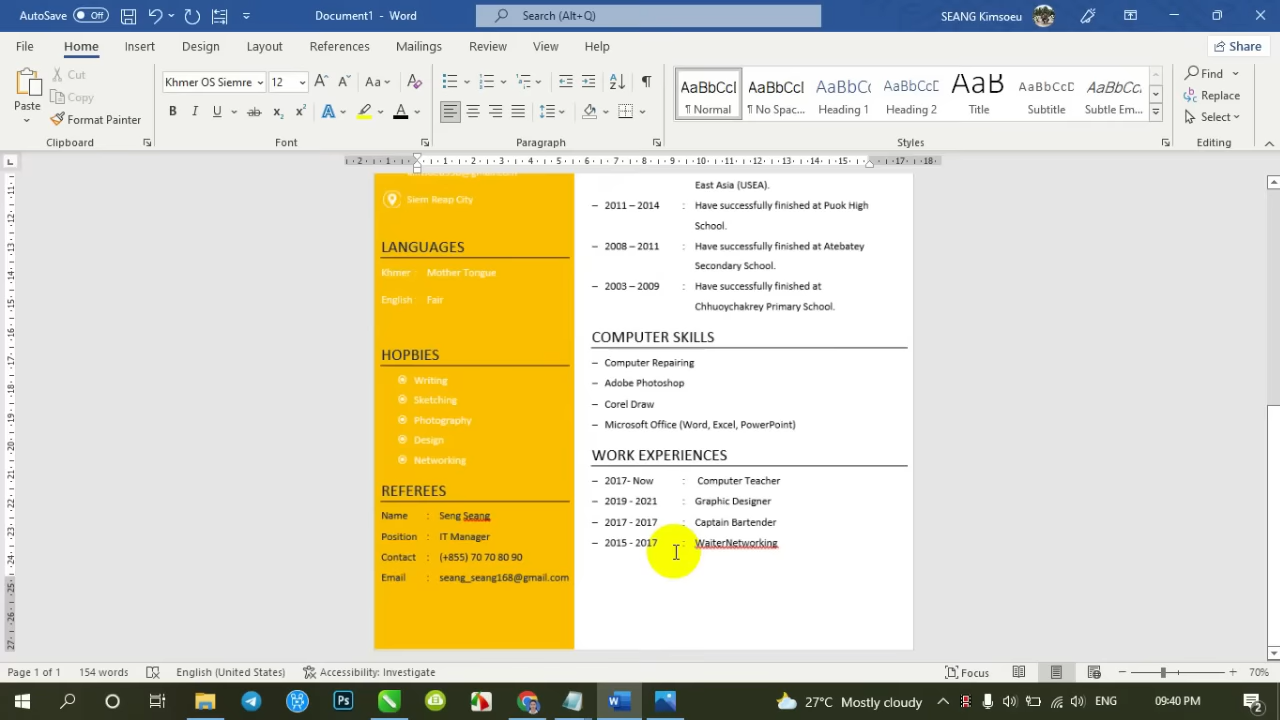 AutoSave Off
Document1 - Word
Search (Alt+Q)
SEANG Kimsoeu
File Home Insert Design Layout References Mailings Review View Help
Share
Paste
Cut
Copy
Format Painter
Clipboard
Khmer OS Siemre 12
Font
Paragraph
AaBbCcI AaBbCcI AaBbCc AaBbCcI AaB AaBbCcD AaBbCcL
¶ Normal ¶ No Spac... Heading 1 Heading 2 Title Subtitle Subtle Em...
Styles
Find
Replace
Select
Editing
Siem Reap City
LANGUAGES
Khmer : Mother Tongue
English Fair
HOPBIES
Writing
Sketching
Photography
Design
Networking
REFEREES
Name : Seng Seang
Position : IT Manager
Contact : (+855) 70 70 80 90
Email : seang_seang168@gmail.com
East Asia (USEA).
– 2011 – 2014 : Have successfully finished at Puok High
School.
– 2008 – 2011 : Have successfully finished at Atebatey
Secondary School.
– 2003 – 2009 : Have successfully finished at
Chhuoychakrey Primary School.
COMPUTER SKILLS
– Computer Repairing
– Adobe Photoshop
– Corel Draw
– Microsoft Office (Word, Excel, PowerPoint)
WORK EXPERIENCES
– 2017- Now : Computer Teacher
– 2019 - 2021 : Graphic Designer
– 2017 - 2017 : Captain Bartender
– 2015 - 2017 : WaiterNetworking
Page 1 of 1 154 words English (United States) Accessibility: Investigate
Focus
70%
27°C Mostly cloudy
ENG
09:40 PM
2